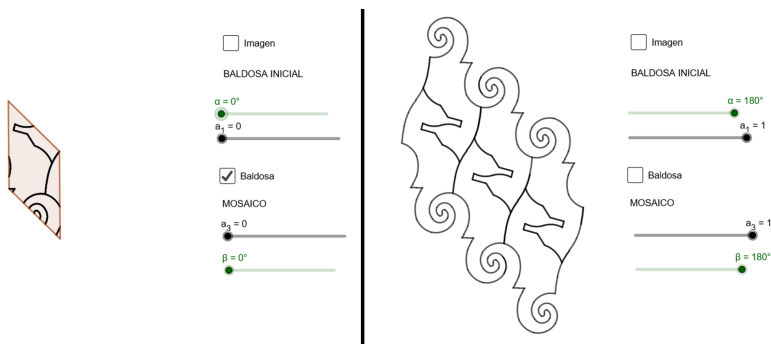 Imagen
BALDOSA INICIAL
α = 0°
a1 = 0
Baldosa
MOSAICO
a3 = 0
β = 0°
Imagen
BALDOSA INICIAL
α = 180°
a1 = 1
Baldosa
MOSAICO
a3 = 1
β = 180°